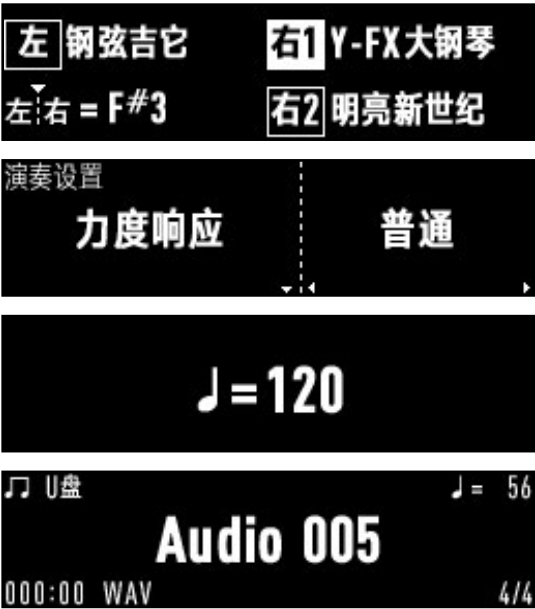 左 钢弦吉它 右1 Y-FX大钢琴
左 右 = F#3 右2 明亮新世纪
演奏设置
力度响应 普通
♩=120
♫ U盘 ♩= 56
Audio 005
000:00 WAV 4/4